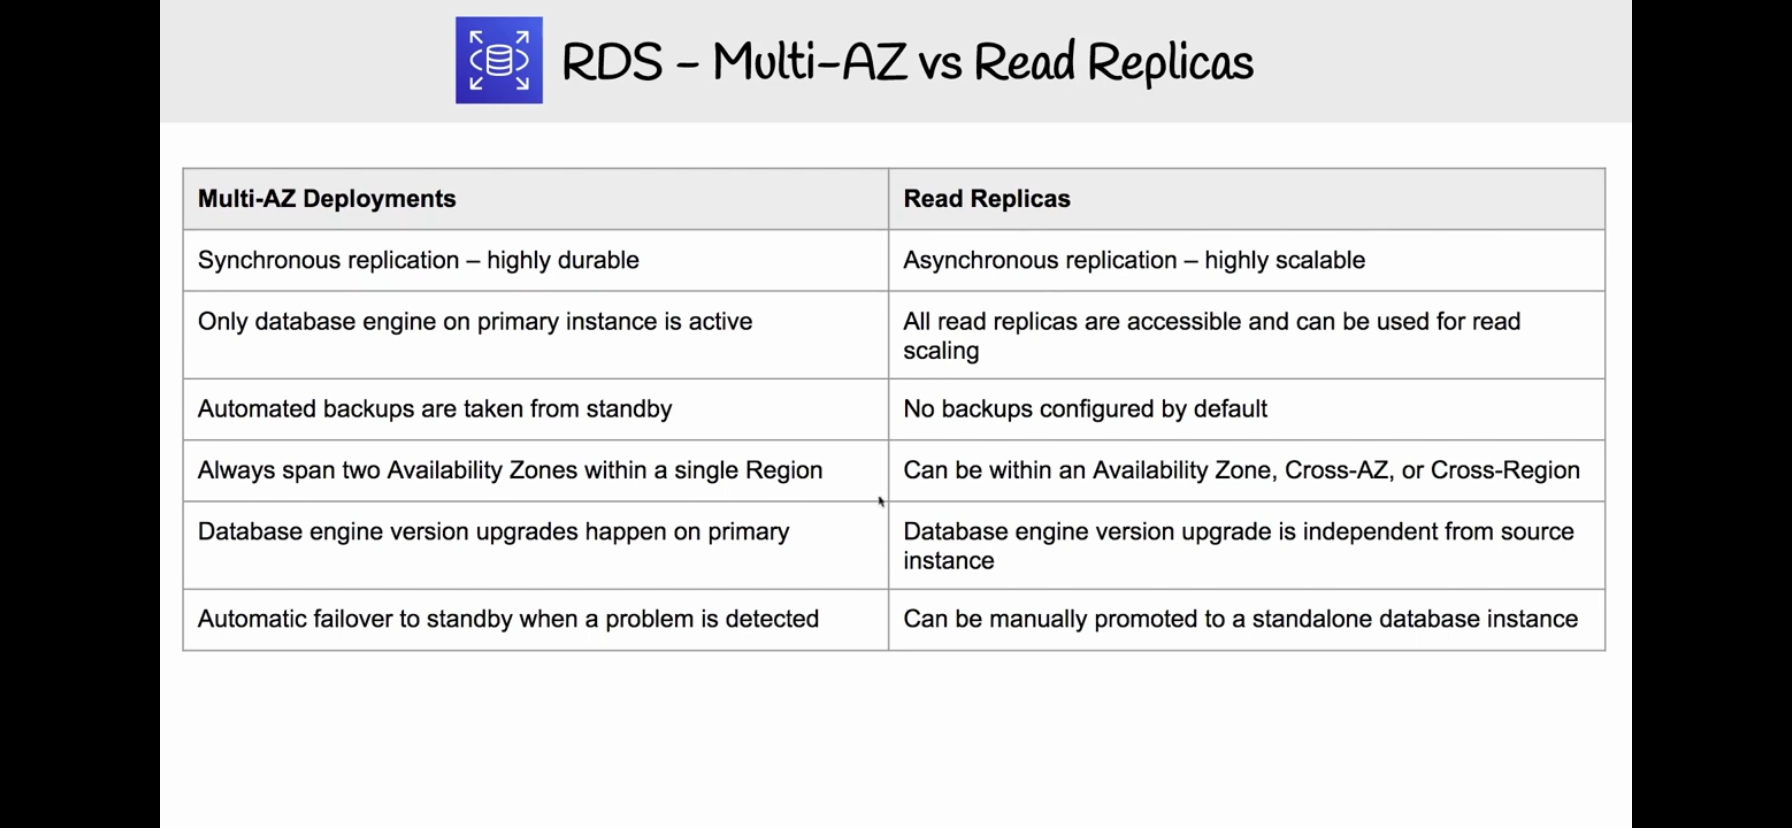 RDS – Multi-AZ vs Read Replicas
Multi-AZ Deployments
Read Replicas
Synchronous replication – highly durable
Asynchronous replication – highly scalable
Only database engine on primary instance is active
All read replicas are accessible and can be used for read
scaling
Automated backups are taken from standby
No backups configured by default
Always span two Availability Zones within a single Region
Can be within an Availability Zone, Cross-AZ, or Cross-Region
Database engine version upgrades happen on primary
Database engine version upgrade is independent from source
instance
Automatic failover to standby when a problem is detected
Can be manually promoted to a standalone database instance